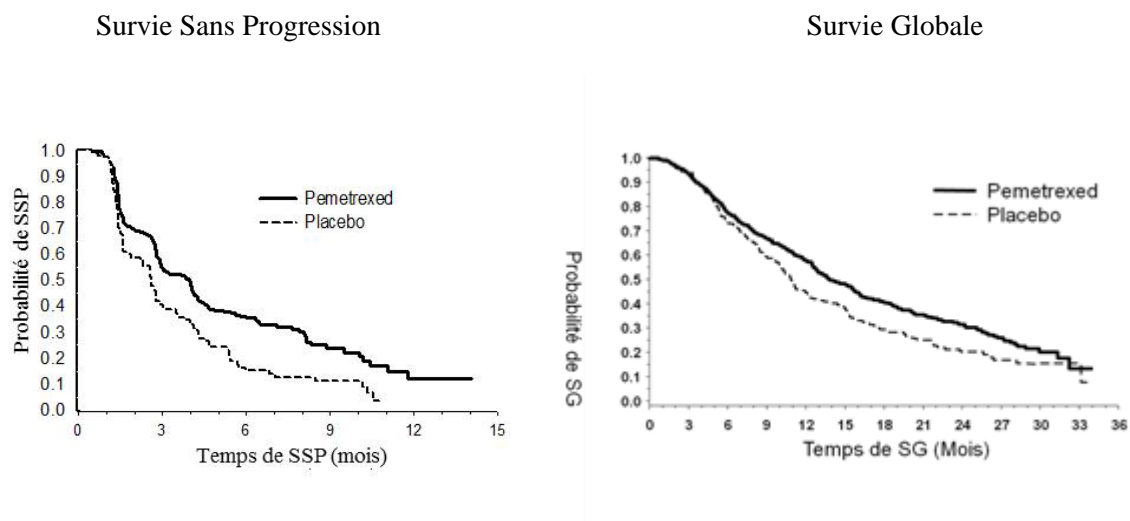 Survie Sans Progression
Survie Globale
Probabilité de SSP
1.0
0.9
0.8
0.7
0.6
0.5
0.4
0.3
0.2
0.1
0.0
Pemetrexed
Placebo
0 3 6 9 12 15
Temps de SSP (mois)
Probabilité de SG
1.0
0.9
0.8
0.7
0.6
0.5
0.4
0.3
0.2
0.1
0.0
Pemetrexed
Placebo
0 3 6 9 12 15 18 21 24 27 30 33 36
Temps de SG (Mois)